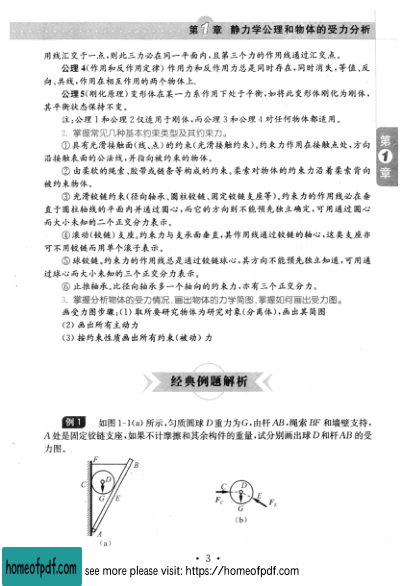 第1章 静力学公理和物体的受力分析
用线汇交于一点,则此三力必在同一平面内,且第三个力的作用线通过汇交点。
公理4(作用和反作用定律) 作用力和反作用力总是同时存在,同时消失,等值、反
向、共线,作用在相互作用的两个物体上。
公理5(刚化原理) 变形体在某一力系作用下处于平衡,如将此变形体刚化为刚体,
其平衡状态保持不变。
注:公理1和公理2仅适用于刚体,而公理3和公理4对任何物体都适用。
2. 掌握常见几种基本约束类型及其约束力。
①具有光滑接触面(线、点)的约束(光滑接触约束)。约束力作用在接触点处,方向
沿接触表面的公法线,并指向被约束的物体。
②由柔软的绳索、胶带或链条等构成的约束。柔索对物体的约束力沿着柔索背向
被约束物体。
③光滑铰链约束(径向轴承、圆柱铰链、固定铰链支座等)。约束力的作用线必在垂
直于圆柱轴线的平面内并通过圆心,而它的方向则不能预先独立确定,可用通过圆心
而大小未知的二个正交分力表示。
④滚动(铰链)支座。约束力与支承面垂直,其作用线通过铰链的轴心,这类支座亦
可不用铰链而用单个滚子表示。
⑤球铰链。约束力的作用线总是通过铰链球心,其方向不能预先独立知道,可用通
过球心而大小未知的三个正交分力表示。
⑥止推轴承。比径向轴承多一个轴向的约束力,亦有三个正交分力。
3. 掌握分析物体的受力情况,画出物体的力学简图,掌握如何画出受力图。
画受力图步骤:(1)取所要研究物体为研究对象(分离体),画出其简图
(2)画出所有主动力
(3)按约束性质画出所有约束(被动)力
第
1
章
经典例题解析
例1 如图1-1(a)所示,匀质圆球D重力为G,由杆AB、绳索BF和墙壁支持,
A处是固定铰链支座,如果不计摩擦和其余构件的重量,试分别画出球D和杆AB的受
力图。
F
B
C
D
G
E
A
(a)
C
D
E
F_C
G
F_E
(b)
· 3 ·
homeofpdf.com
see more please visit: https://homeofpdf.com